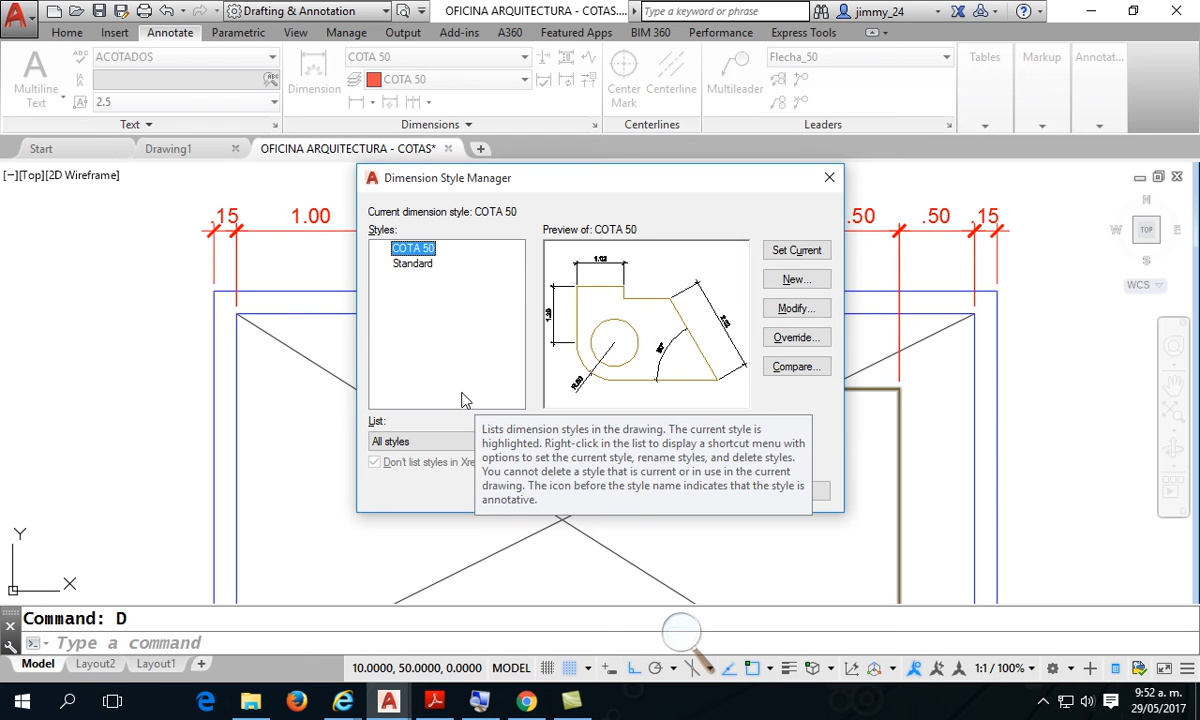 Drafting & Annotation
OFICINA ARQUITECTURA - COTAS....
Type a keyword or phrase
jimmy_24
Home
Insert
Annotate
Parametric
View
Manage
Output
Add-ins
A360
Featured Apps
BIM 360
Performance
Express Tools
Multiline
Text
ACOTADOS
2.5
Text
Dimension
COTA 50
COTA 50
Dimensions
Center
Mark
Centerline
Centerlines
Multileader
Flecha_50
Leaders
Tables
Markup
Annotat...
Start
Drawing1
OFICINA ARQUITECTURA - COTAS*
[−][Top][2D Wireframe]
.15
1.00
.50
.50
.15
N
W
TOP
E
S
WCS
Dimension Style Manager
Current dimension style: COTA 50
Styles:
COTA 50
Standard
Preview of: COTA 50
Set Current
New...
Modify...
Override...
Compare...
List:
All styles
Don't list styles in Xre
Lists dimension styles in the drawing. The current style is
highlighted. Right-click in the list to display a shortcut menu with
options to set the current style, rename styles, and delete styles.
You cannot delete a style that is current or in use in the current
drawing. The icon before the style name indicates that the style is
annotative.
Y
X
Command: D
Type a command
Model
Layout2
Layout1
10.0000, 50.0000, 0.0000
MODEL
1:1 / 100%
9:52 a. m.
29/05/2017